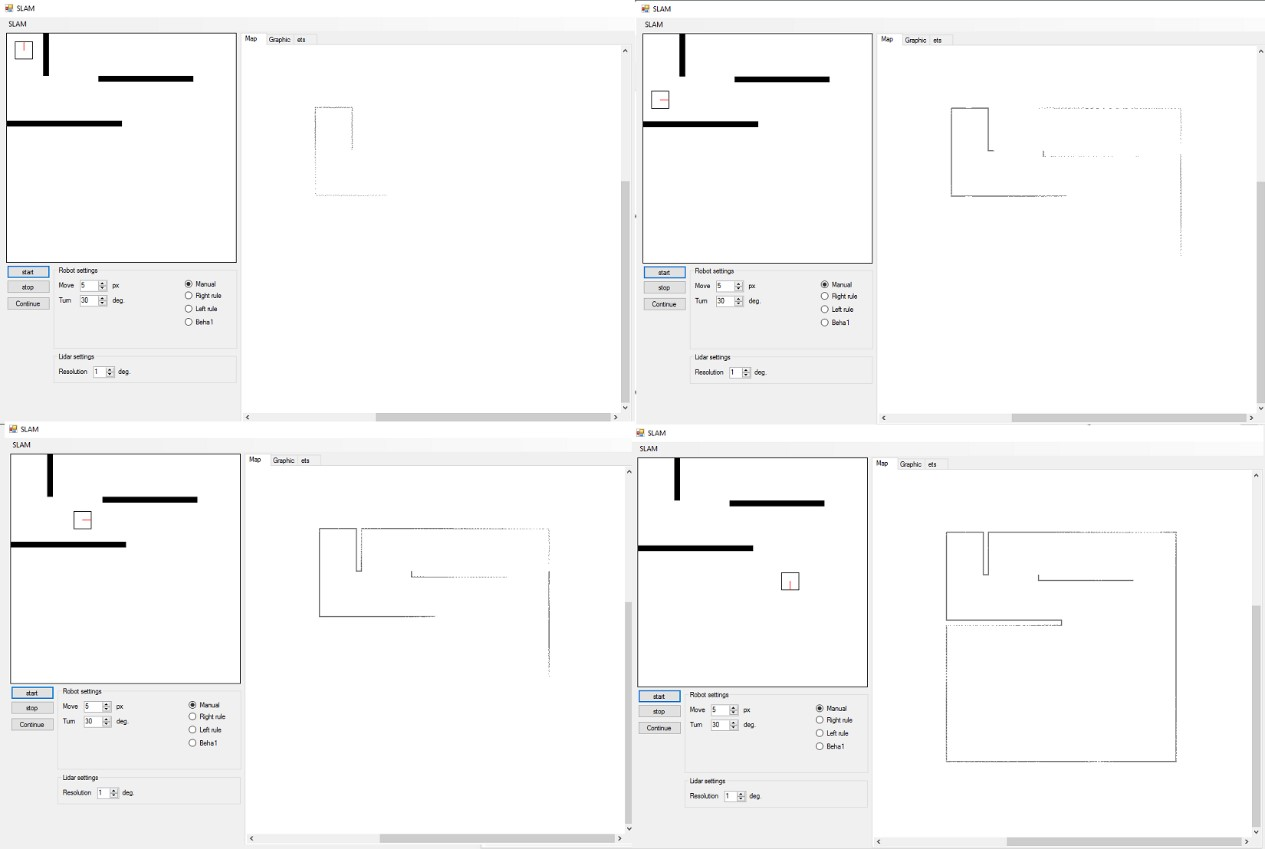 SLAM
SLAM
Map Graphic ets
start
stop
Continue
Robot settings
Move 5 px
Turn 30 deg.
Manual
Right rule
Left rule
Beha1
Lidar settings
Resolution 1 deg.
SLAM
SLAM
Map Graphic ets
start
stop
Continue
Robot settings
Move 5 px
Turn 30 deg.
Manual
Right rule
Left rule
Beha1
Lidar settings
Resolution 1 deg.
SLAM
SLAM
Map Graphic ets
start
stop
Continue
Robot settings
Move 5 px
Turn 30 deg.
Manual
Right rule
Left rule
Beha1
Lidar settings
Resolution 1 deg.
SLAM
SLAM
Map Graphic ets
start
stop
Continue
Robot settings
Move 5 px
Turn 30 deg.
Manual
Right rule
Left rule
Beha1
Lidar settings
Resolution 1 deg.